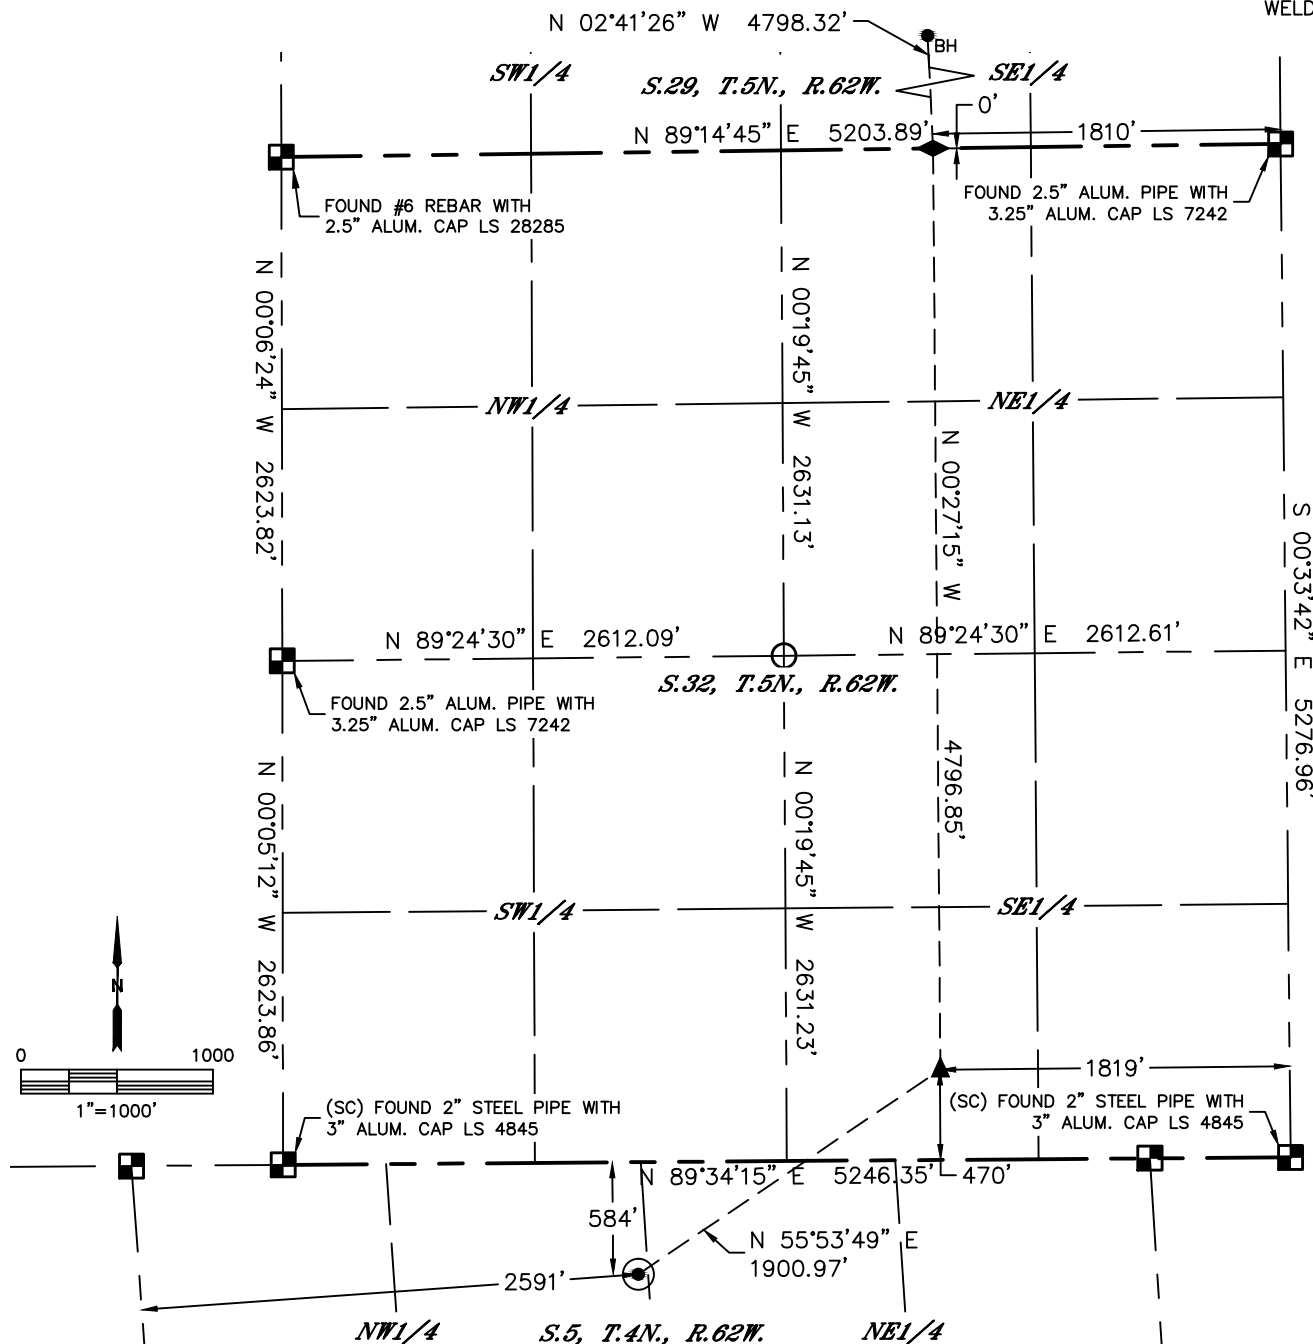 WELD
N 02°41'26" W 4798.32'
BH
SW1/4
SE1/4
S.29, T.5N., R.62W.
0'
N 89°14'45" E 5203.89'
1810'
FOUND #6 REBAR WITH
2.5" ALUM. CAP LS 28285
FOUND 2.5" ALUM. PIPE WITH
3.25" ALUM. CAP LS 7242
N 00°06'24" W 2623.82'
N 00°19'45" W 2631.13'
NW1/4
NE1/4
N 00°27'15" W
4796.85'
S 00°33'42" E 5276.96'
N 89°24'30" E 2612.09'
N 89°24'30" E 2612.61'
S.32, T.5N., R.62W.
FOUND 2.5" ALUM. PIPE WITH
3.25" ALUM. CAP LS 7242
N 00°05'12" W 2623.86'
N 00°19'45" W 2631.23'
SW1/4
SE1/4
N
0 1000
1"=1000'
1819'
(SC) FOUND 2" STEEL PIPE WITH
3" ALUM. CAP LS 4845
(SC) FOUND 2" STEEL PIPE WITH
3" ALUM. CAP LS 4845
N 89°34'15" E 5246.35'
470'
584'
N 55°53'49" E
1900.97'
2591'
NW1/4
S.5, T.4N., R.62W.
NE1/4